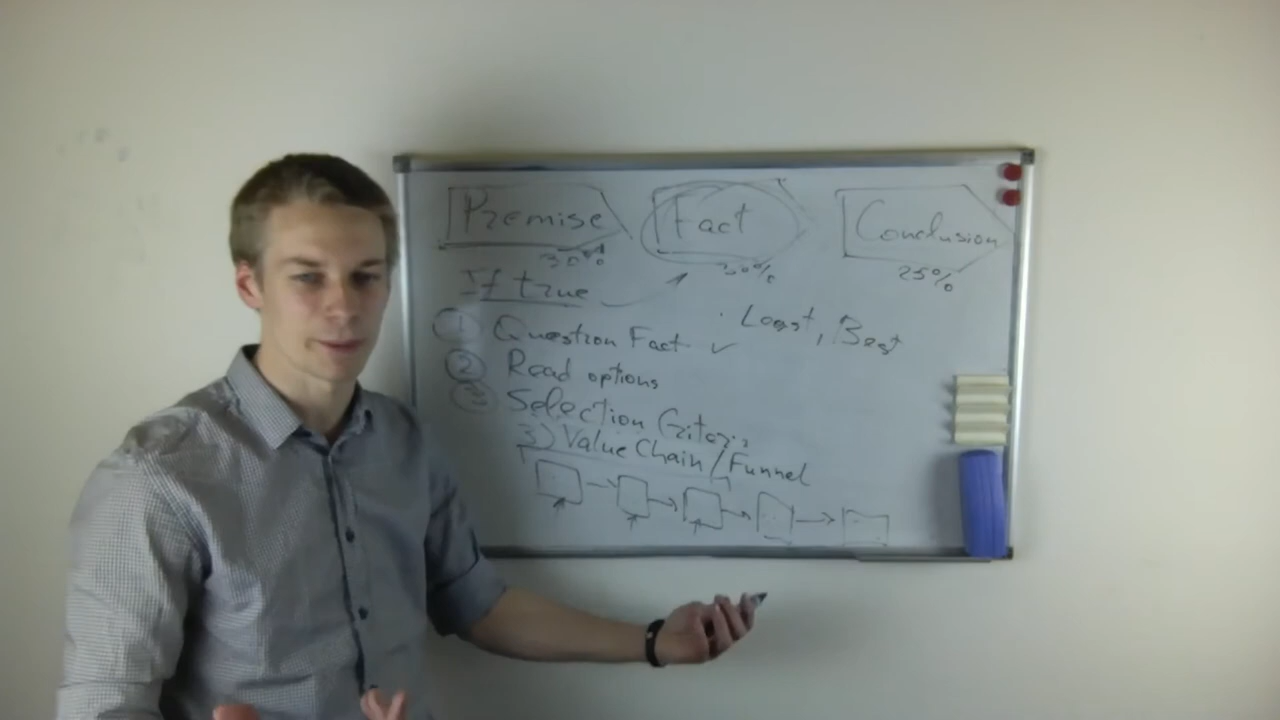 Premise Fact Conclusion
30% 30% 25%
If true
Least, Best
1 Question Fact ✓
2 Read options
3 Selection Criteria
3) Value Chain / Funnel